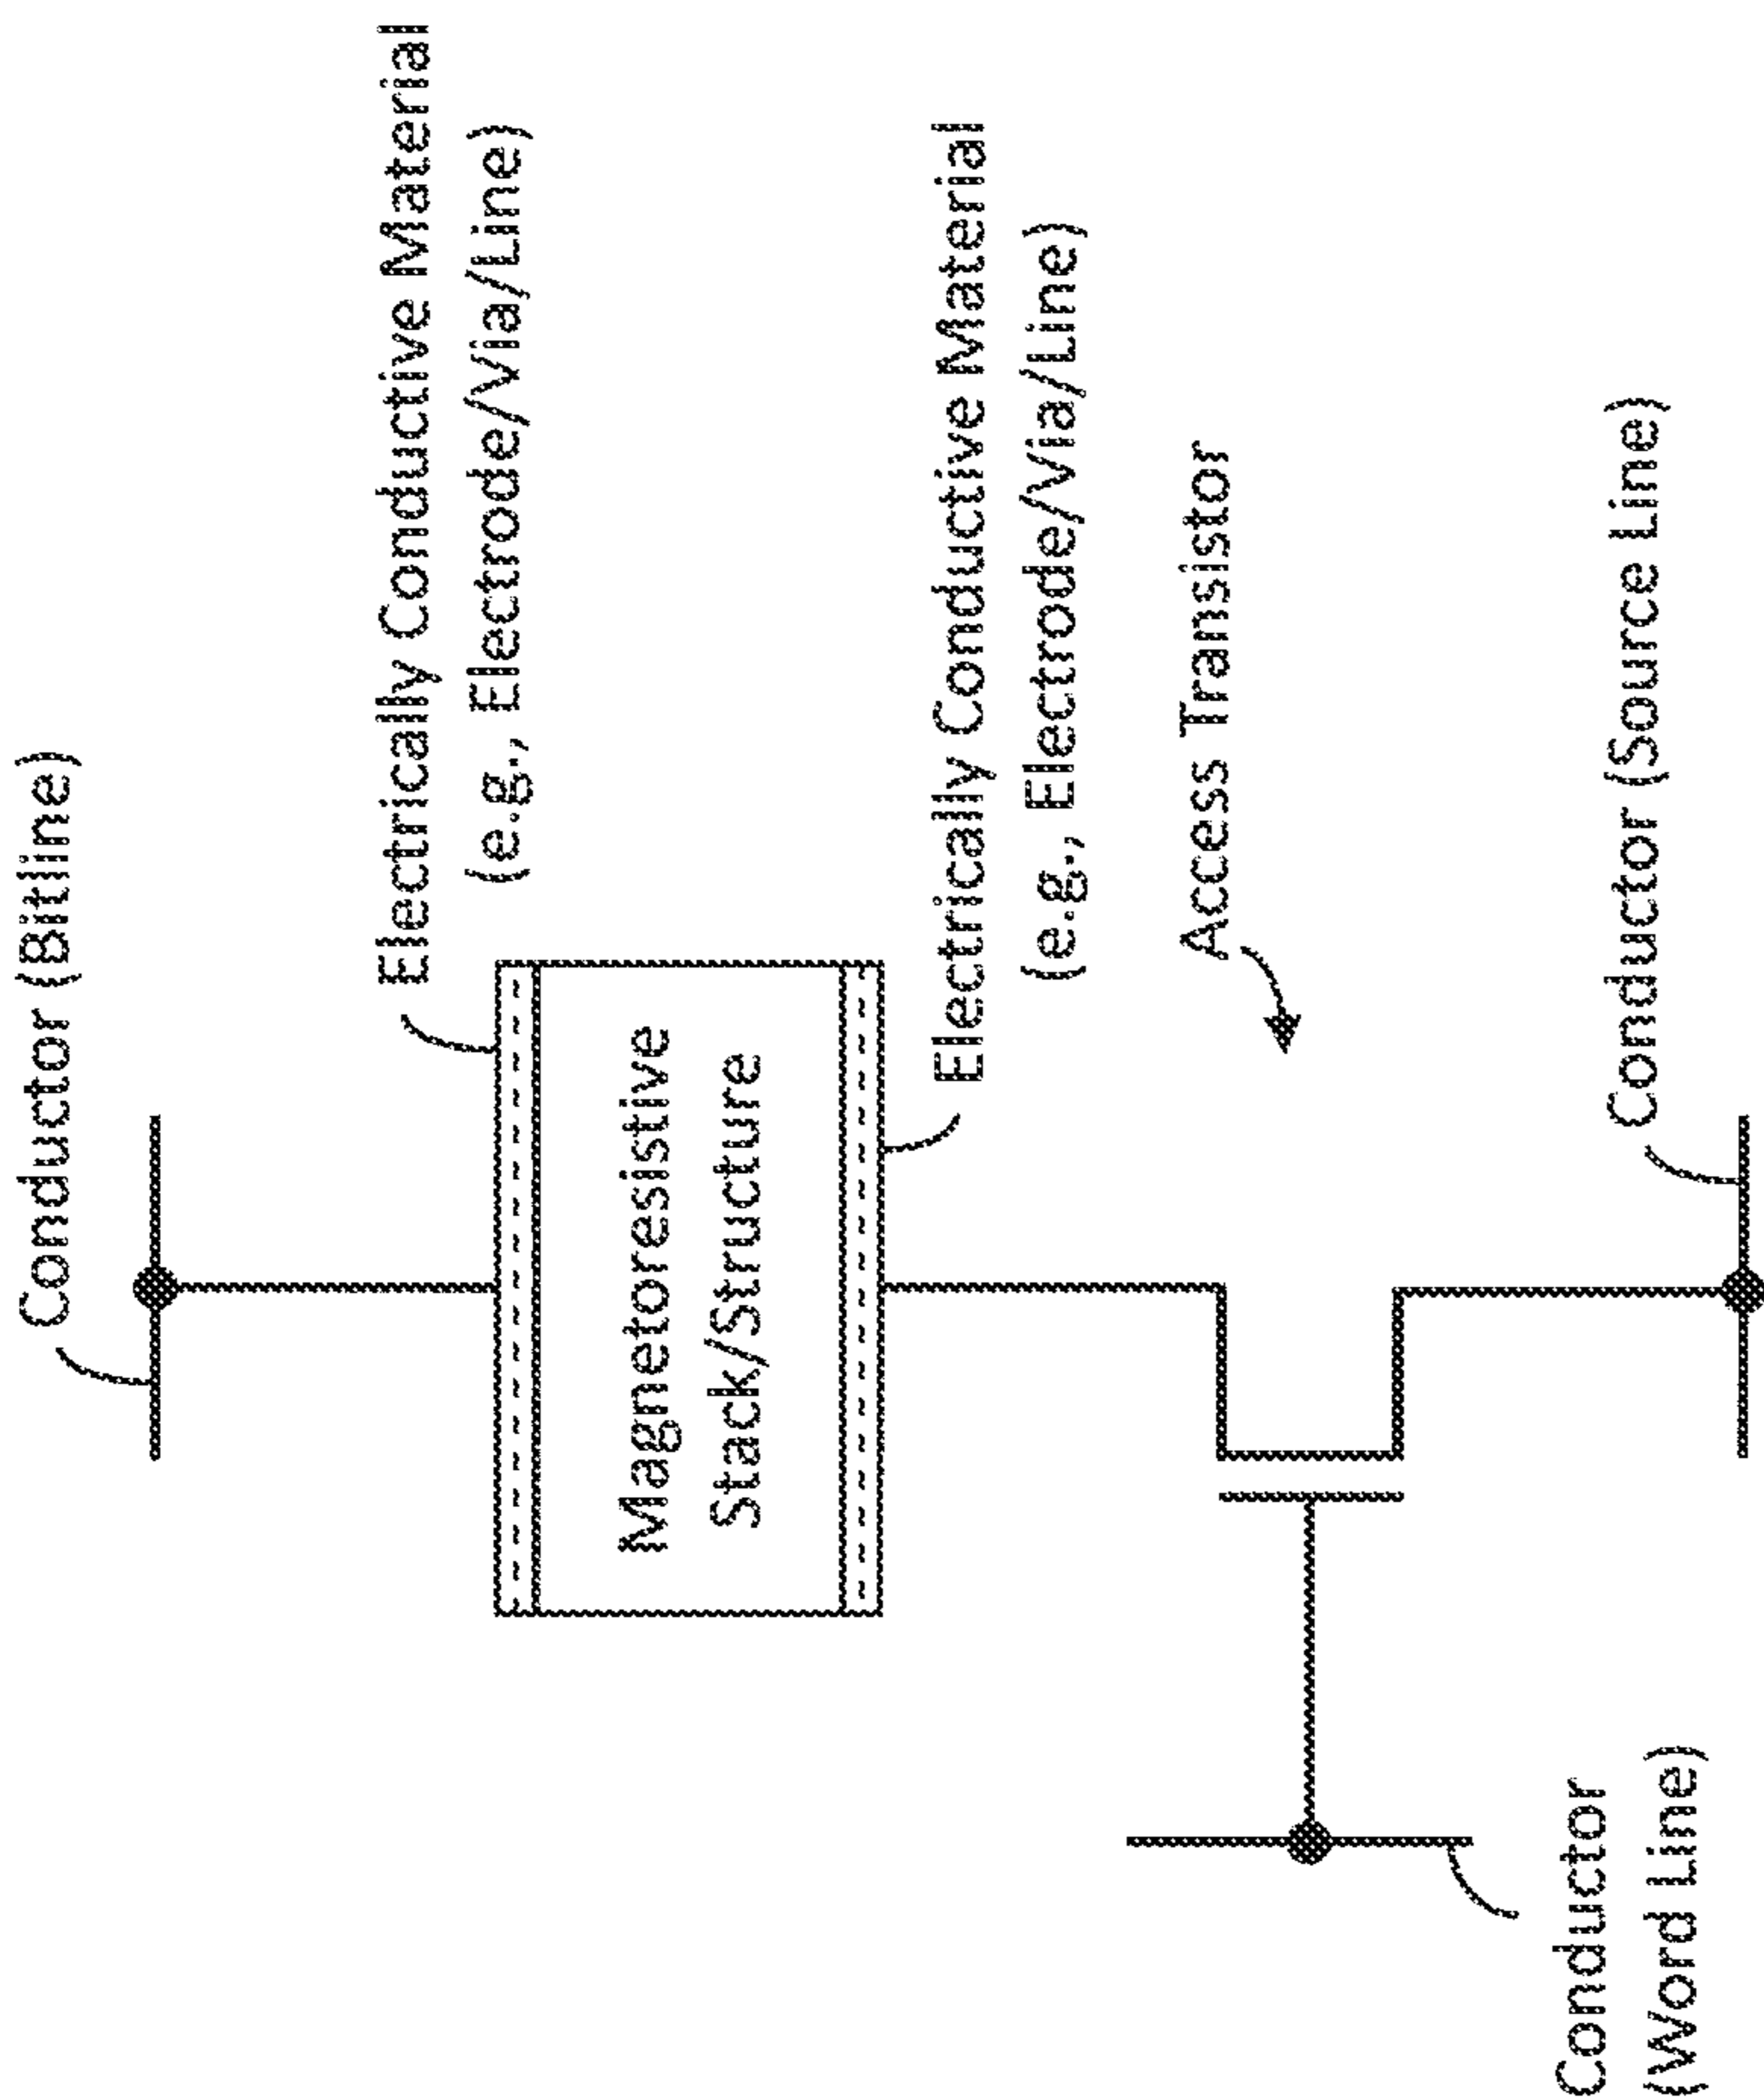 Conductor (Bitline)
Electrically Conductive Material
(e.g., Electrode/Via/Line)
Magnetoresistive
Stack/Structure
Electrically Conductive Material
(e.g., Electrode/Via/Line)
Access Transistor
Conductor
(Word Line)
Conductor (Source Line)